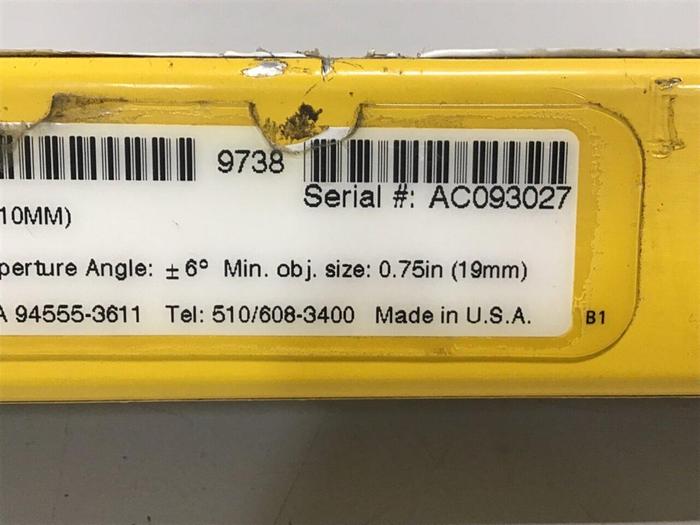 9738
Serial #: AC093027
10MM)
perture Angle: ± 6° Min. obj. size: 0.75in (19mm)
A 94555-3611 Tel: 510/608-3400 Made in U.S.A.
B1